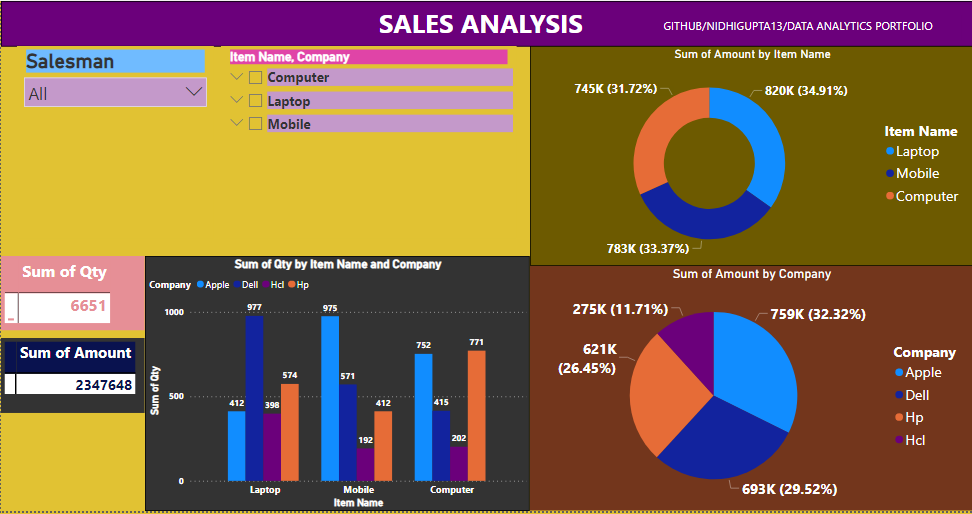 SALES ANALYSIS
GITHUB/NIDHIGUPTA13/DATA ANALYTICS PORTFOLIO
Salesman
All
Item Name, Company
Computer
Laptop
Mobile
Sum of Amount by Item Name
745K (31.72%)
820K (34.91%)
783K (33.37%)
Item Name
Laptop
Mobile
Computer
Sum of Qty
6651
Sum of Amount
2347648
Sum of Qty by Item Name and Company
Company Apple Dell Hcl Hp
Sum of Qty
1000
500
0
412
977
398
574
975
571
192
412
752
415
202
771
Laptop
Mobile
Computer
Item Name
Sum of Amount by Company
275K (11.71%)
759K (32.32%)
621K
(26.45%)
693K (29.52%)
Company
Apple
Dell
Hp
Hcl